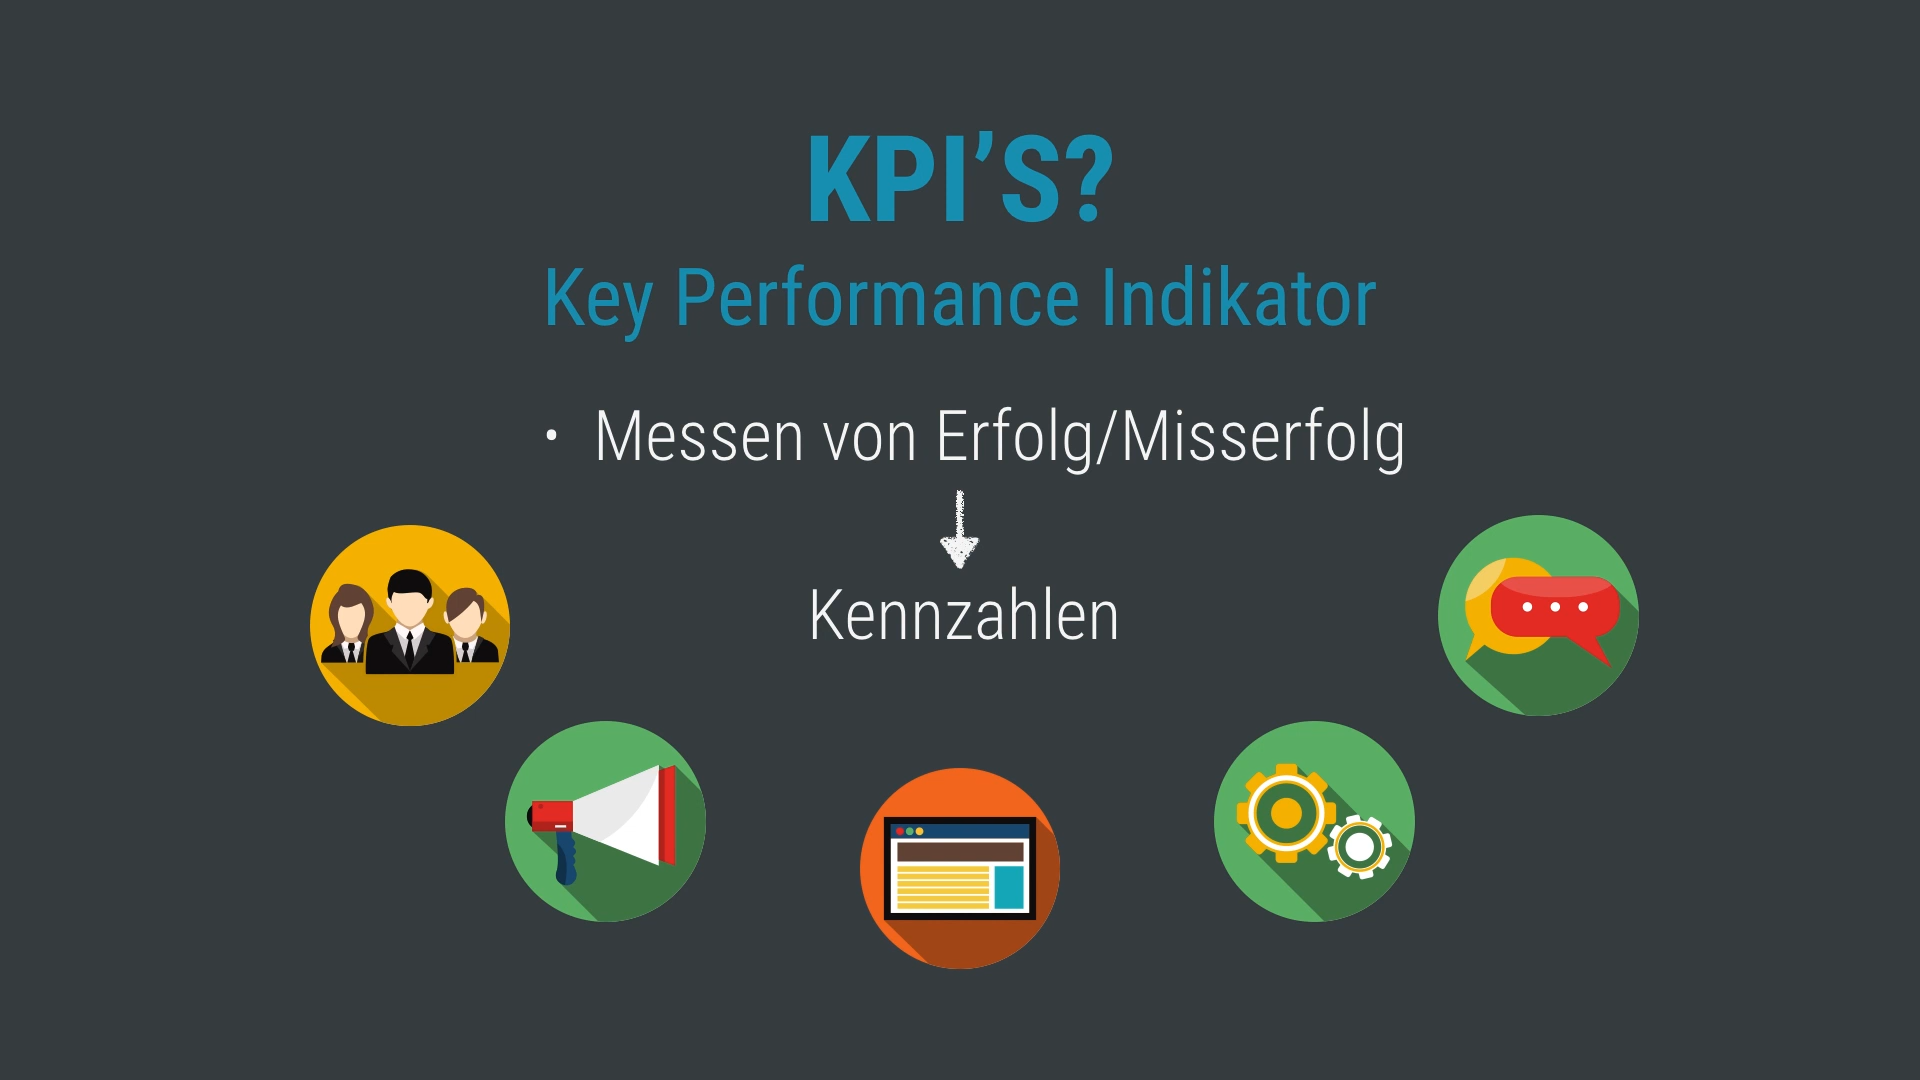 KPI’S?
Key Performance Indikator
• Messen von Erfolg/Misserfolg
Kennzahlen